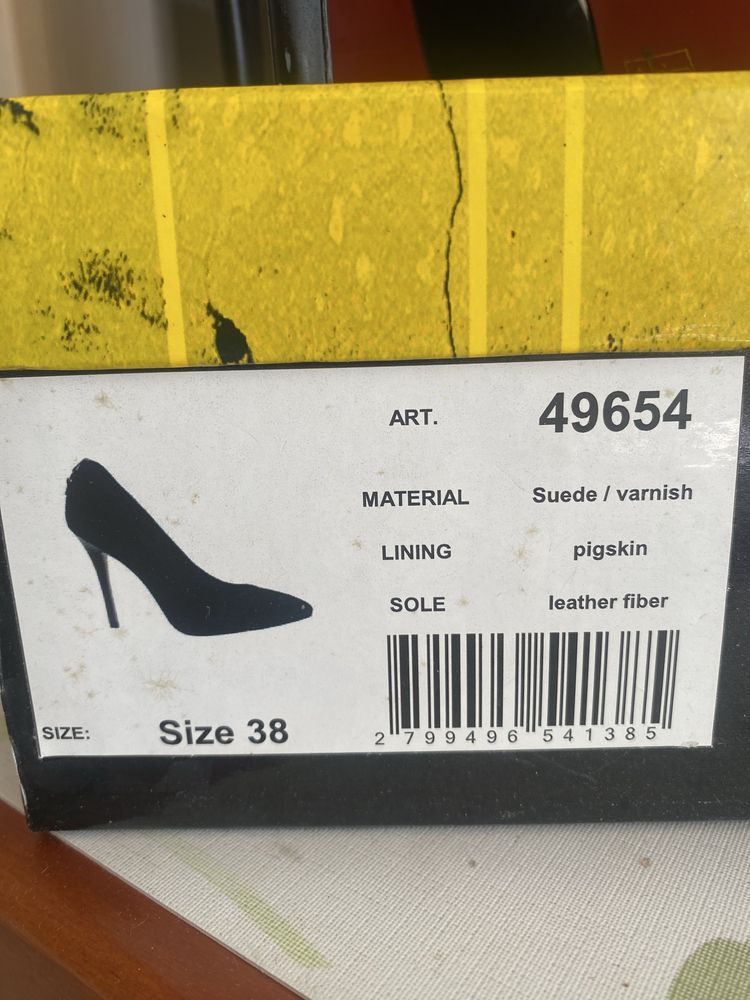 ART. 49654
MATERIAL Suede / varnish
LINING pigskin
SOLE leather fiber
SIZE: Size 38
2 799496 541385